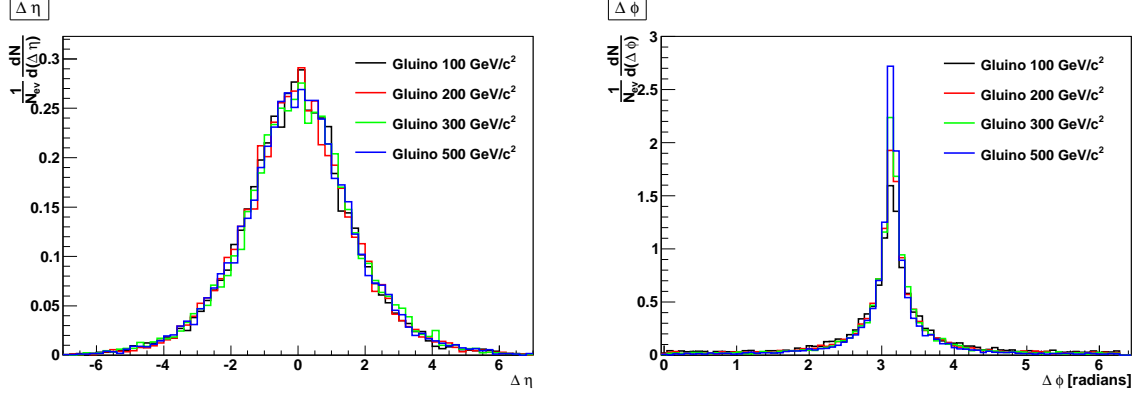 Δ η
1/N_ev dN/d(Δ η)
0.3
0.25
0.2
0.15
0.1
0.05
0
Gluino 100 GeV/c²
Gluino 200 GeV/c²
Gluino 300 GeV/c²
Gluino 500 GeV/c²
-6 -4 -2 0 2 4 6
Δ η
Δ ϕ
1/N_ev dN/d(Δ ϕ)
3
2.5
2
1.5
1
0.5
0
Gluino 100 GeV/c²
Gluino 200 GeV/c²
Gluino 300 GeV/c²
Gluino 500 GeV/c²
0 1 2 3 4 5 6
Δ ϕ [radians]